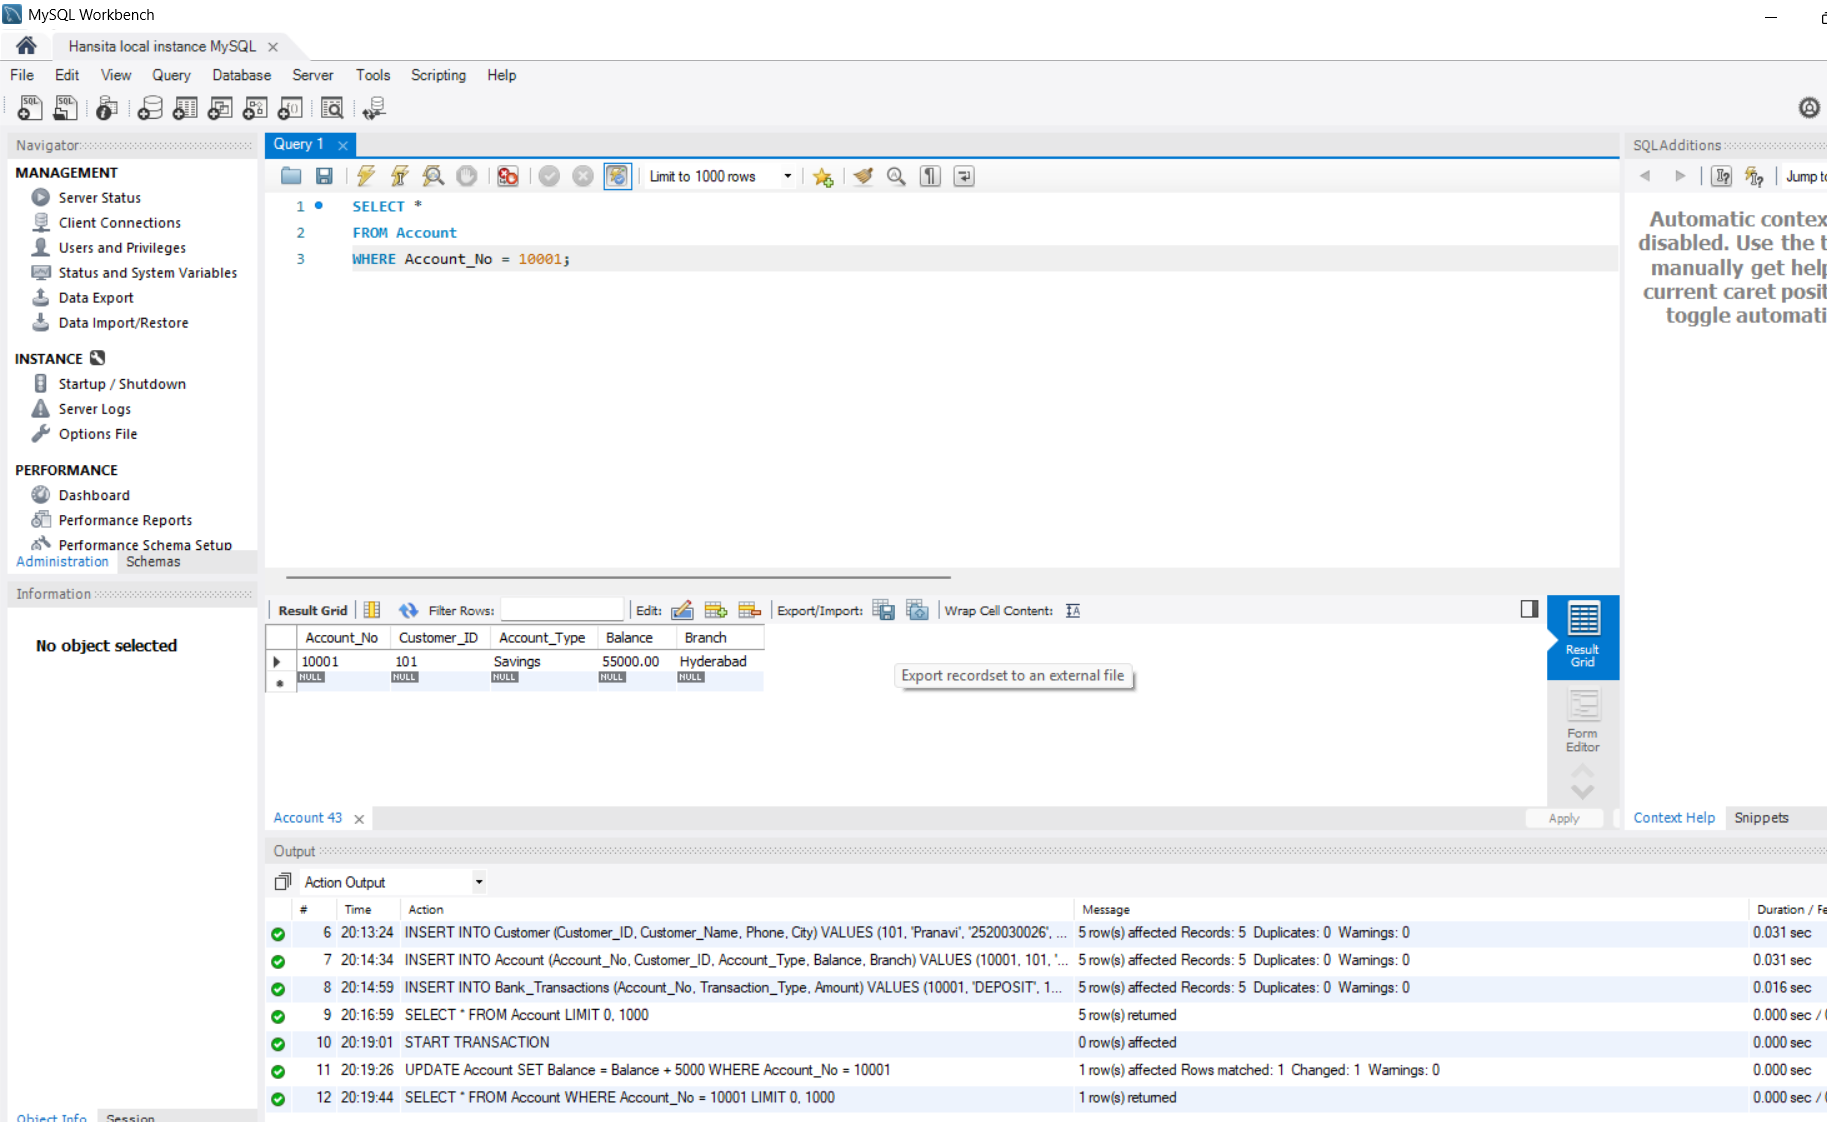 MySQL Workbench
Hansita local instance MySQL
File Edit View Query Database Server Tools Scripting Help
Navigator
MANAGEMENT
Server Status
Client Connections
Users and Privileges
Status and System Variables
Data Export
Data Import/Restore
INSTANCE
Startup / Shutdown
Server Logs
Options File
PERFORMANCE
Dashboard
Performance Reports
Performance Schema Setup
Administration Schemas
Information
No object selected
Object Info Session
Query 1
Limit to 1000 rows
1 SELECT *
2 FROM Account
3 WHERE Account_No = 10001;
Result Grid Filter Rows: Edit: Export/Import: Wrap Cell Content:
Account_No Customer_ID Account_Type Balance Branch
10001 101 Savings 55000.00 Hyderabad
NULL NULL NULL NULL NULL
Export recordset to an external file
Result
Grid
Form
Editor
Account 43
Apply
SQLAdditions
Jump to
Automatic contex
disabled. Use the t
manually get help
current caret posit
toggle automati
Context Help Snippets
Output
Action Output
# Time Action Message Duration / Fe
6 20:13:24 INSERT INTO Customer (Customer_ID, Customer_Name, Phone, City) VALUES (101, 'Pranavi', '2520030026', ... 5 row(s) affected Records: 5 Duplicates: 0 Warnings: 0 0.031 sec
7 20:14:34 INSERT INTO Account (Account_No, Customer_ID, Account_Type, Balance, Branch) VALUES (10001, 101, '... 5 row(s) affected Records: 5 Duplicates: 0 Warnings: 0 0.031 sec
8 20:14:59 INSERT INTO Bank_Transactions (Account_No, Transaction_Type, Amount) VALUES (10001, 'DEPOSIT', 1... 5 row(s) affected Records: 5 Duplicates: 0 Warnings: 0 0.016 sec
9 20:16:59 SELECT * FROM Account LIMIT 0, 1000 5 row(s) returned 0.000 sec /
10 20:19:01 START TRANSACTION 0 row(s) affected 0.000 sec
11 20:19:26 UPDATE Account SET Balance = Balance + 5000 WHERE Account_No = 10001 1 row(s) affected Rows matched: 1 Changed: 1 Warnings: 0 0.000 sec
12 20:19:44 SELECT * FROM Account WHERE Account_No = 10001 LIMIT 0, 1000 1 row(s) returned 0.000 sec /